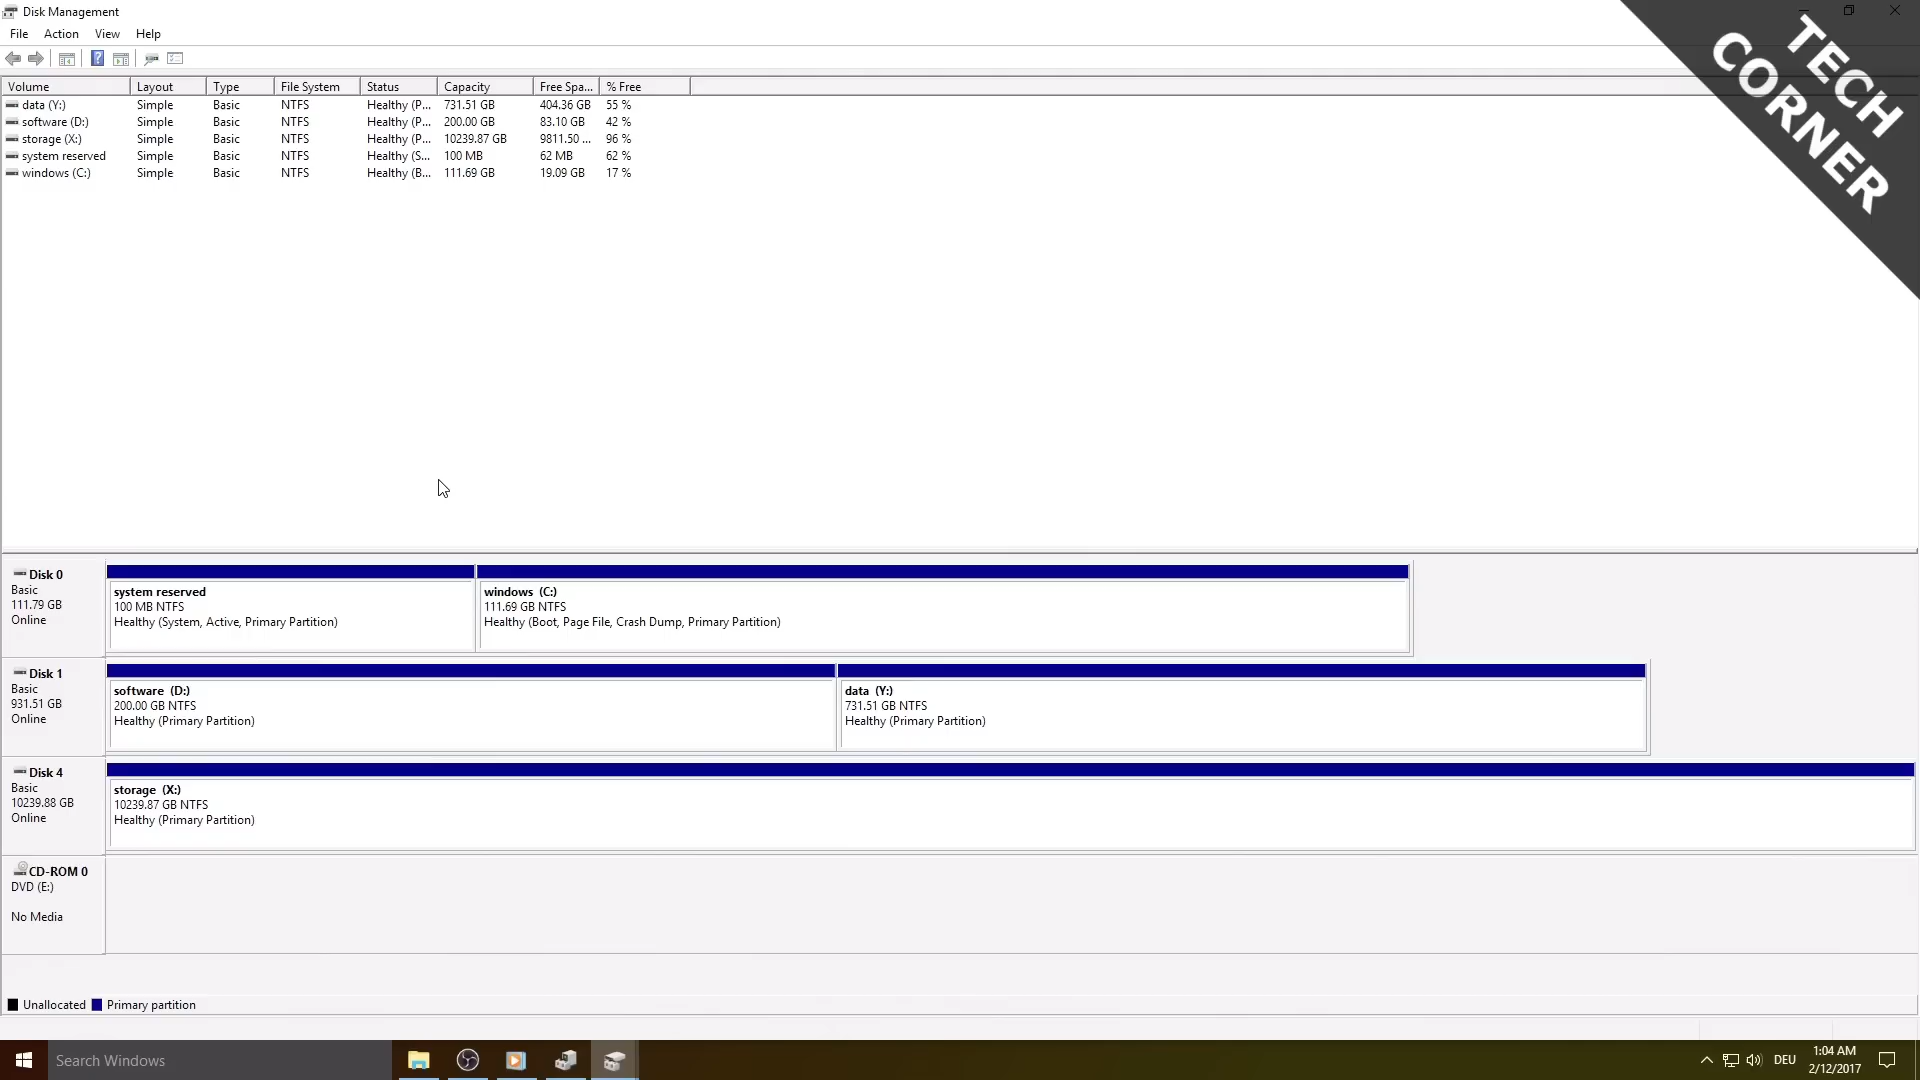 Disk Management
File Action View Help
Volume Layout Type File System Status Capacity Free Spa... % Free
data (Y:) Simple Basic NTFS Healthy (P... 731.51 GB 404.36 GB 55 %
software (D:) Simple Basic NTFS Healthy (P... 200.00 GB 83.10 GB 42 %
storage (X:) Simple Basic NTFS Healthy (P... 10239.87 GB 9811.50 ... 96 %
system reserved Simple Basic NTFS Healthy (S... 100 MB 62 MB 62 %
windows (C:) Simple Basic NTFS Healthy (B... 111.69 GB 19.09 GB 17 %
TECH
CORNER
Disk 0
Basic
111.79 GB
Online
system reserved
100 MB NTFS
Healthy (System, Active, Primary Partition)
windows (C:)
111.69 GB NTFS
Healthy (Boot, Page File, Crash Dump, Primary Partition)
Disk 1
Basic
931.51 GB
Online
software (D:)
200.00 GB NTFS
Healthy (Primary Partition)
data (Y:)
731.51 GB NTFS
Healthy (Primary Partition)
Disk 4
Basic
10239.88 GB
Online
storage (X:)
10239.87 GB NTFS
Healthy (Primary Partition)
CD-ROM 0
DVD (E:)
No Media
Unallocated Primary partition
Search Windows
DEU
1:04 AM
2/12/2017